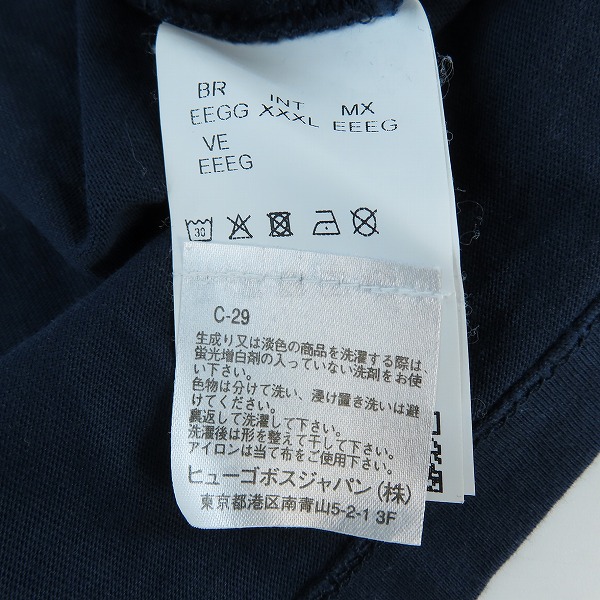 BR INT MX
EEGG XXXL EEEG
VE
EEEG
30
C-29
生成り又は淡色の商品を洗濯する際は、
蛍光増白剤の入っていない洗剤をお使
い下さい。
色物は分けて洗い、浸け置き洗いは避
けてください。
裏返して洗濯して下さい。
洗濯後は形を整えて干して下さい。
アイロンは当て布をご使用下さい。
ヒューゴボスジャパン(株)
東京都港区南青山5-2-1 3F